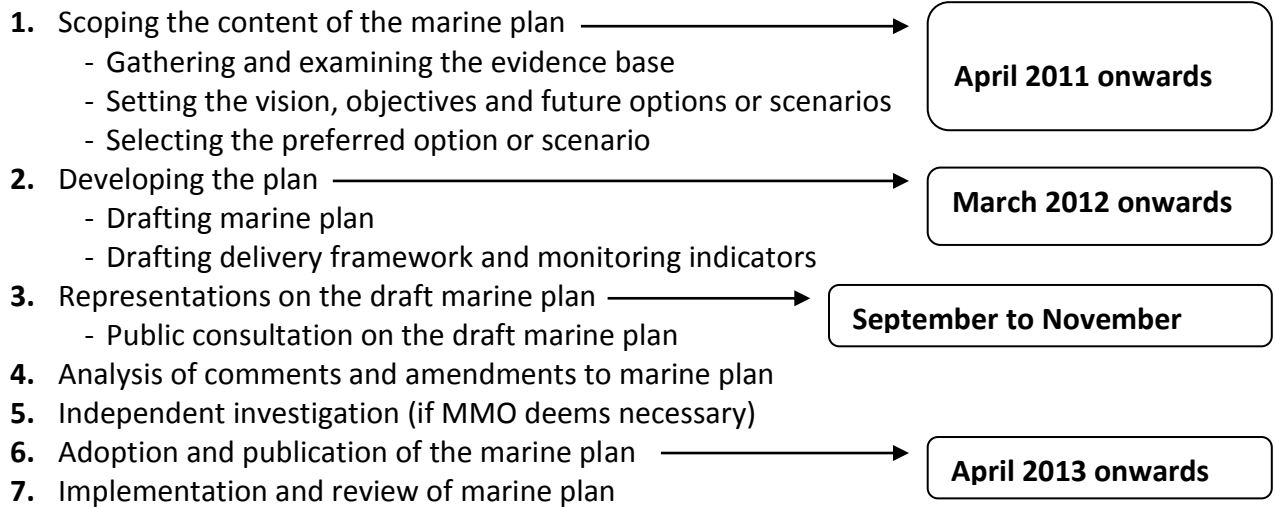 1. Scoping the content of the marine plan
- Gathering and examining the evidence base
April 2011 onwards
- Setting the vision, objectives and future options or scenarios
- Selecting the preferred option or scenario
2. Developing the plan
March 2012 onwards
- Drafting marine plan
- Drafting delivery framework and monitoring indicators
3. Representations on the draft marine plan
September to November
- Public consultation on the draft marine plan
4. Analysis of comments and amendments to marine plan
5. Independent investigation (if MMO deems necessary)
6. Adoption and publication of the marine plan
April 2013 onwards
7. Implementation and review of marine plan